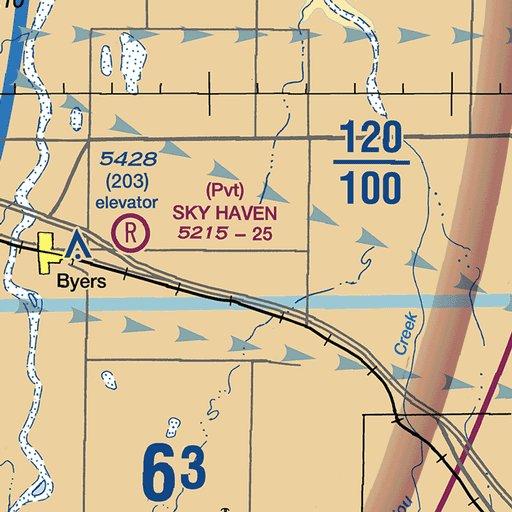 5428
(203)
elevator
R
(Pvt)
SKY HAVEN
5215 – 25
120
100
Byers
Creek
63